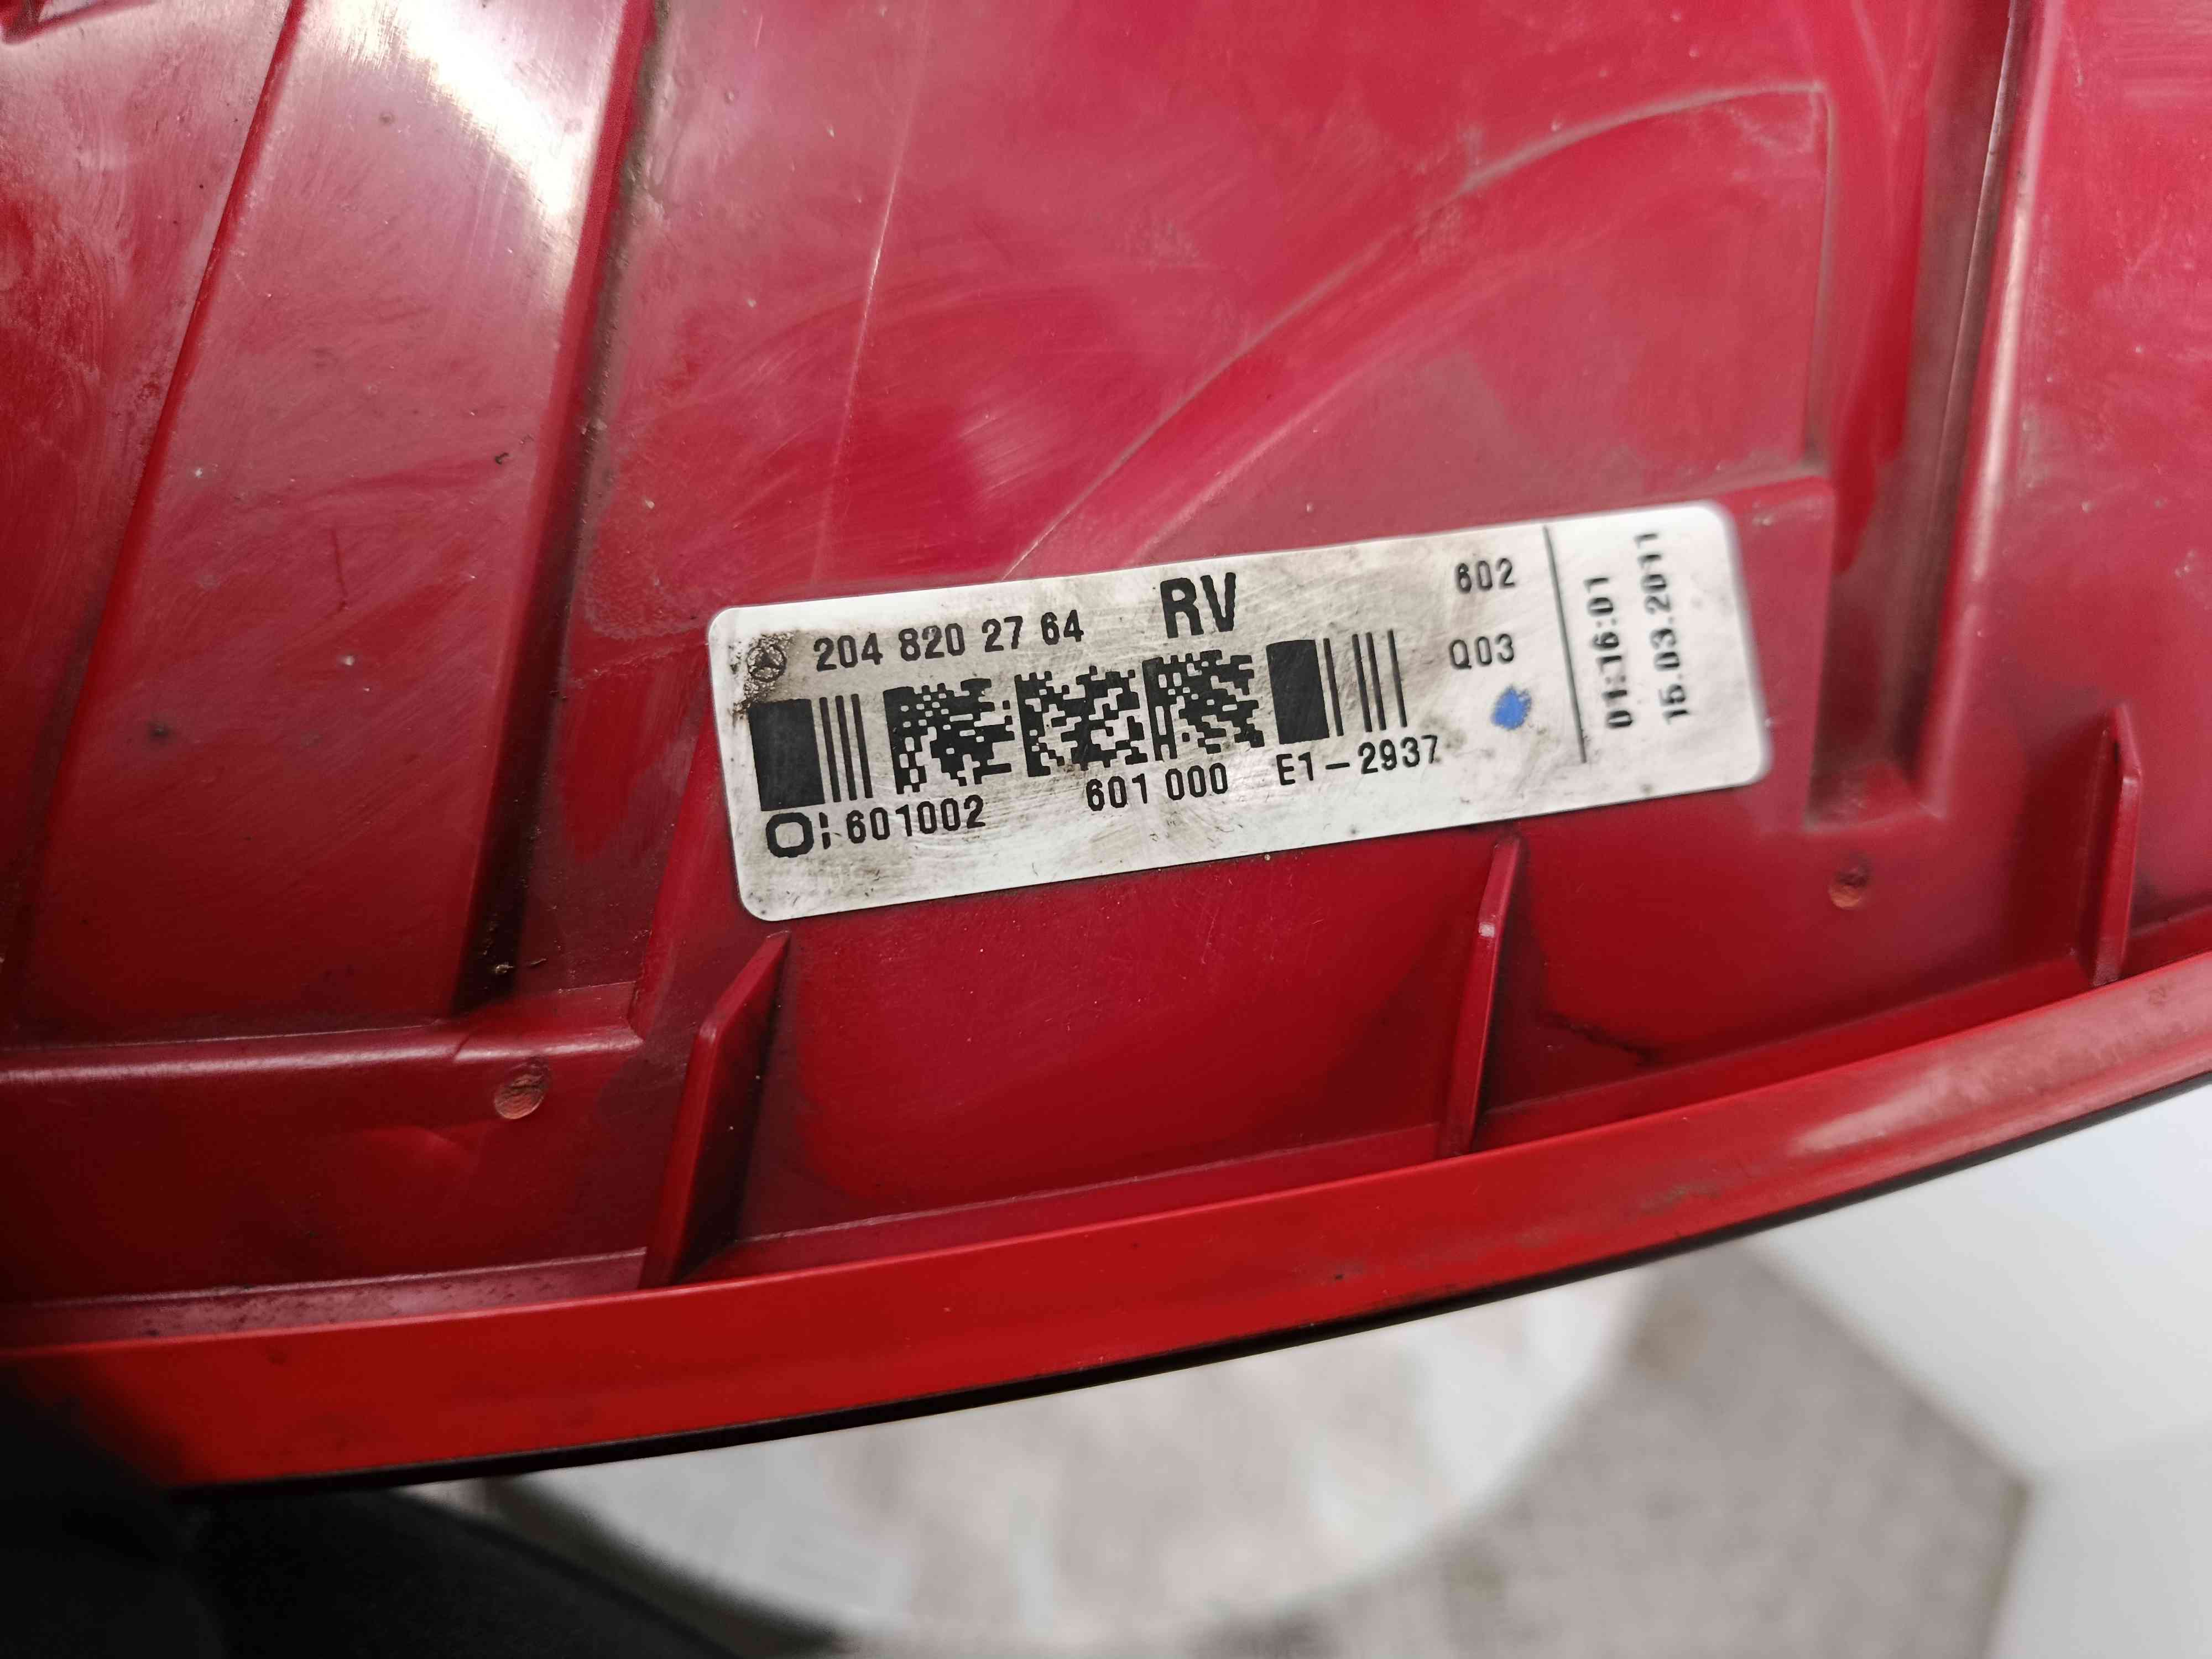 204 820 27 64 RV 602
Q03
601002 601 000 E1-2937
01:16:01
15.03.2011